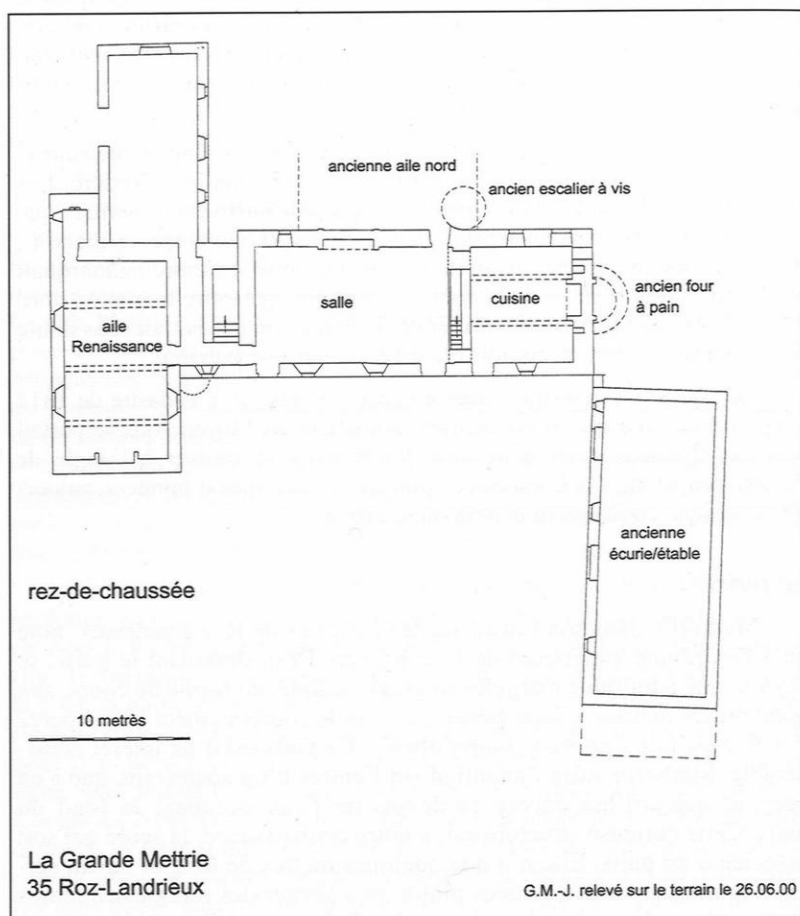 ancienne aile nord
ancien escalier à vis
salle
cuisine
ancien four
à pain
aile
Renaissance
ancienne
écurie/étable
rez-de-chaussée
10 metrès
La Grande Mettrie
35 Roz-Landrieux
G.M.-J. relevé sur le terrain le 26.06.00